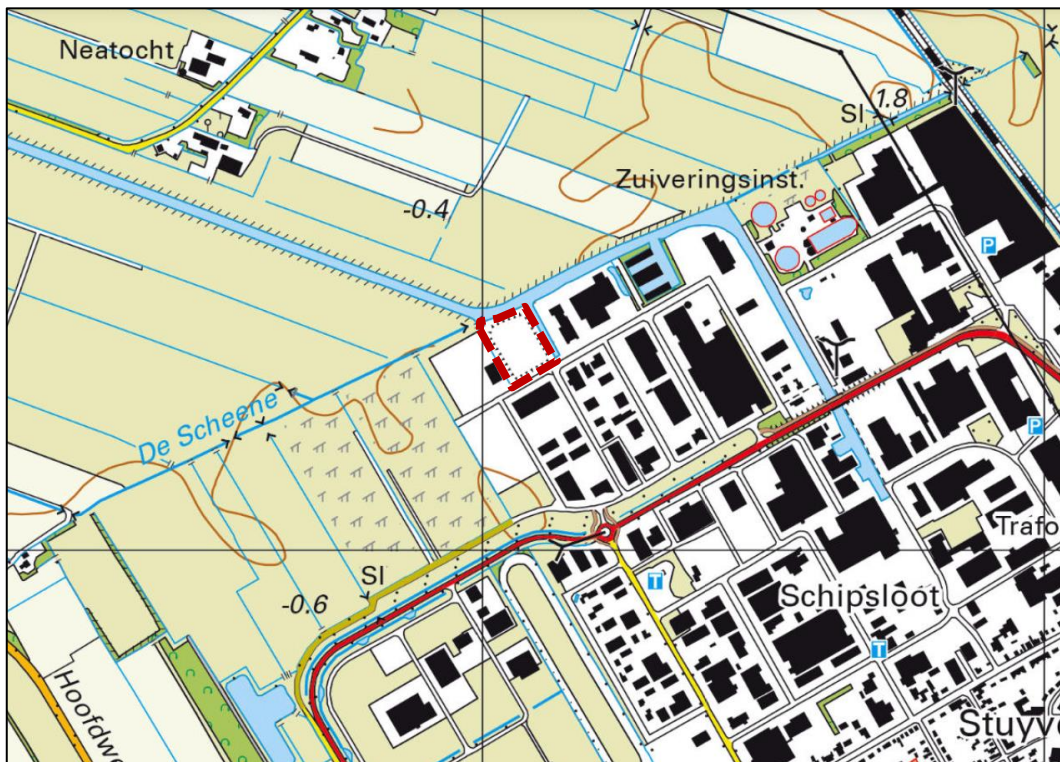 Neatocht
Sl
1.8
Zuiveringsinst.
-0.4
P
De Scheene
P
Trafo
Sl
-0.6
T
Schipsloot
T
Hoofdw
Stuyv